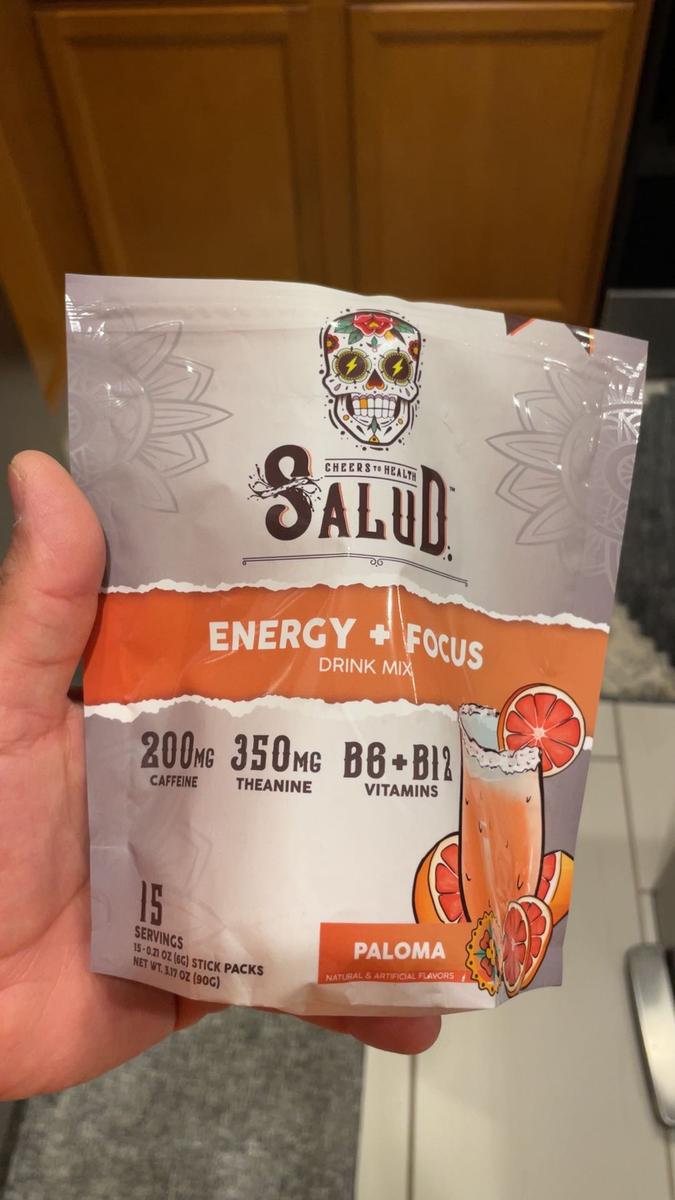 CHEERS TO HEALTH
SALUD.™
ENERGY + FOCUS
DRINK MIX
200MG 350MG B6+B12
CAFFEINE THEANINE VITAMINS
15
SERVINGS
15-0.21 OZ (6G) STICK PACKS
NET WT. 3.17 OZ (90G)
PALOMA
NATURAL & ARTIFICIAL FLAVORS